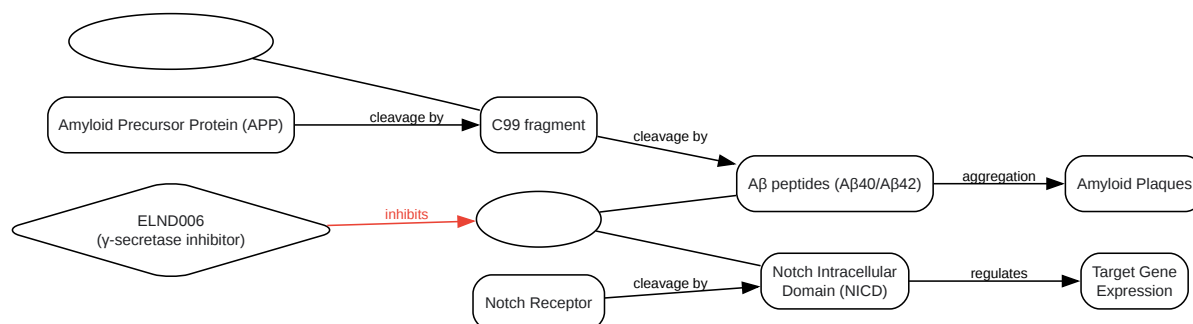 Amyloid Precursor Protein (APP)
cleavage by
C99 fragment
cleavage by
Aβ peptides (Aβ40/Aβ42)
aggregation
Amyloid Plaques
ELND006
(γ-secretase inhibitor)
inhibits
Notch Receptor
cleavage by
Notch Intracellular
Domain (NICD)
regulates
Target Gene
Expression